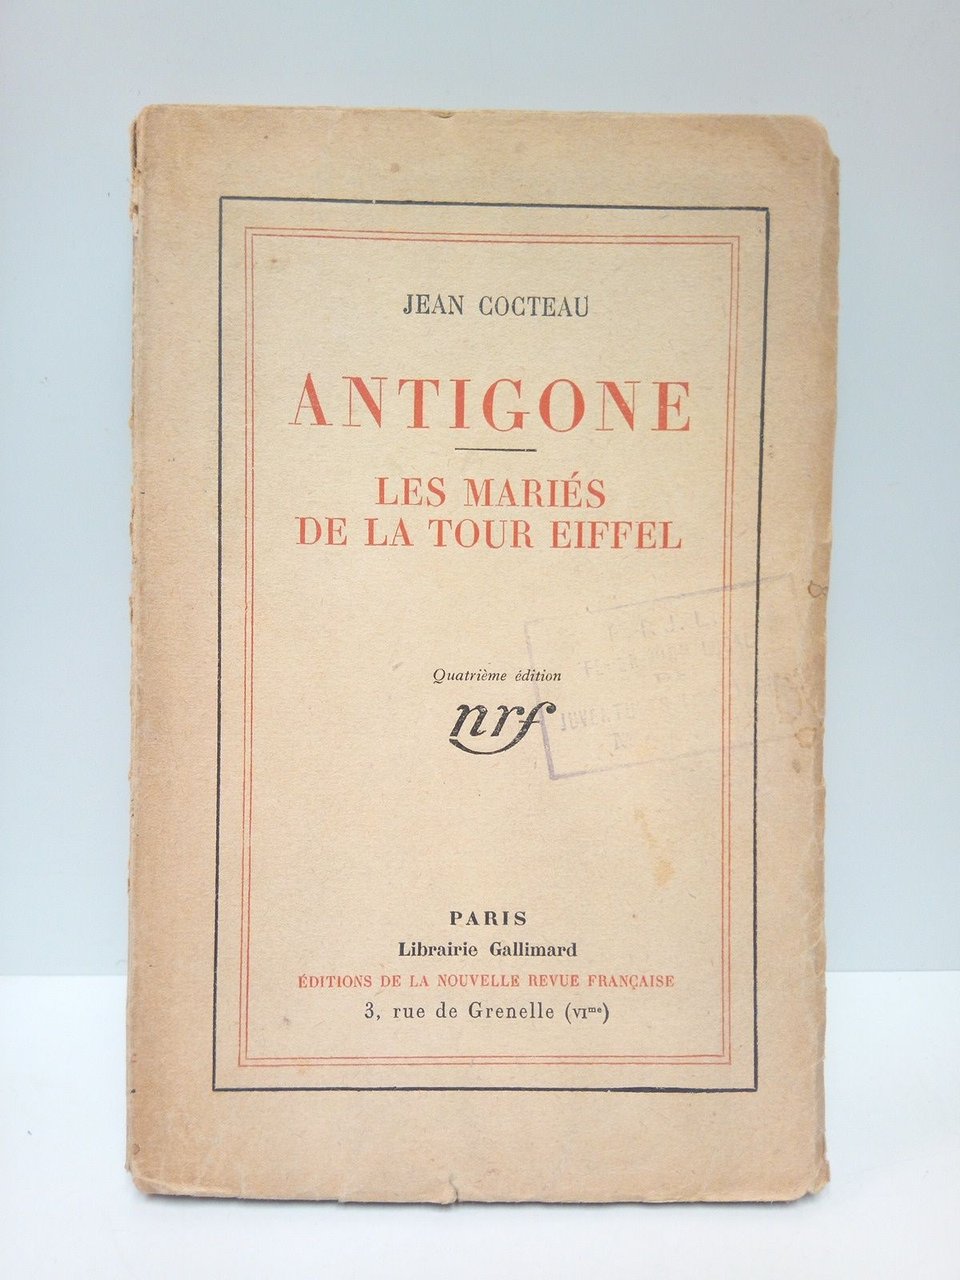 JEAN COCTEAU
ANTIGONE
LES MARIÉS
DE LA TOUR EIFFEL
Quatrième édition
nrf
PARIS
Librairie Gallimard
ÉDITIONS DE LA NOUVELLE REVUE FRANÇAISE
3, rue de Grenelle (VIme)